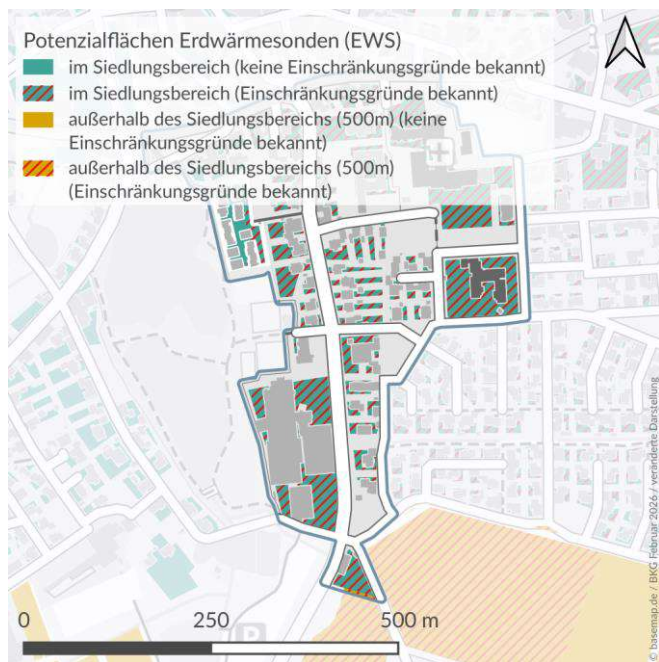 Potenzialflächen Erdwärmesonden (EWS)
im Siedlungsbereich (keine Einschränkungsgründe bekannt)
im Siedlungsbereich (Einschränkungsgründe bekannt)
außerhalb des Siedlungsbereichs (500m) (keine
Einschränkungsgründe bekannt)
außerhalb des Siedlungsbereichs (500m)
(Einschränkungsgründe bekannt)
P
0
250
500 m
© basemap.de / BKG Februar 2026 / veränderte Darstellung